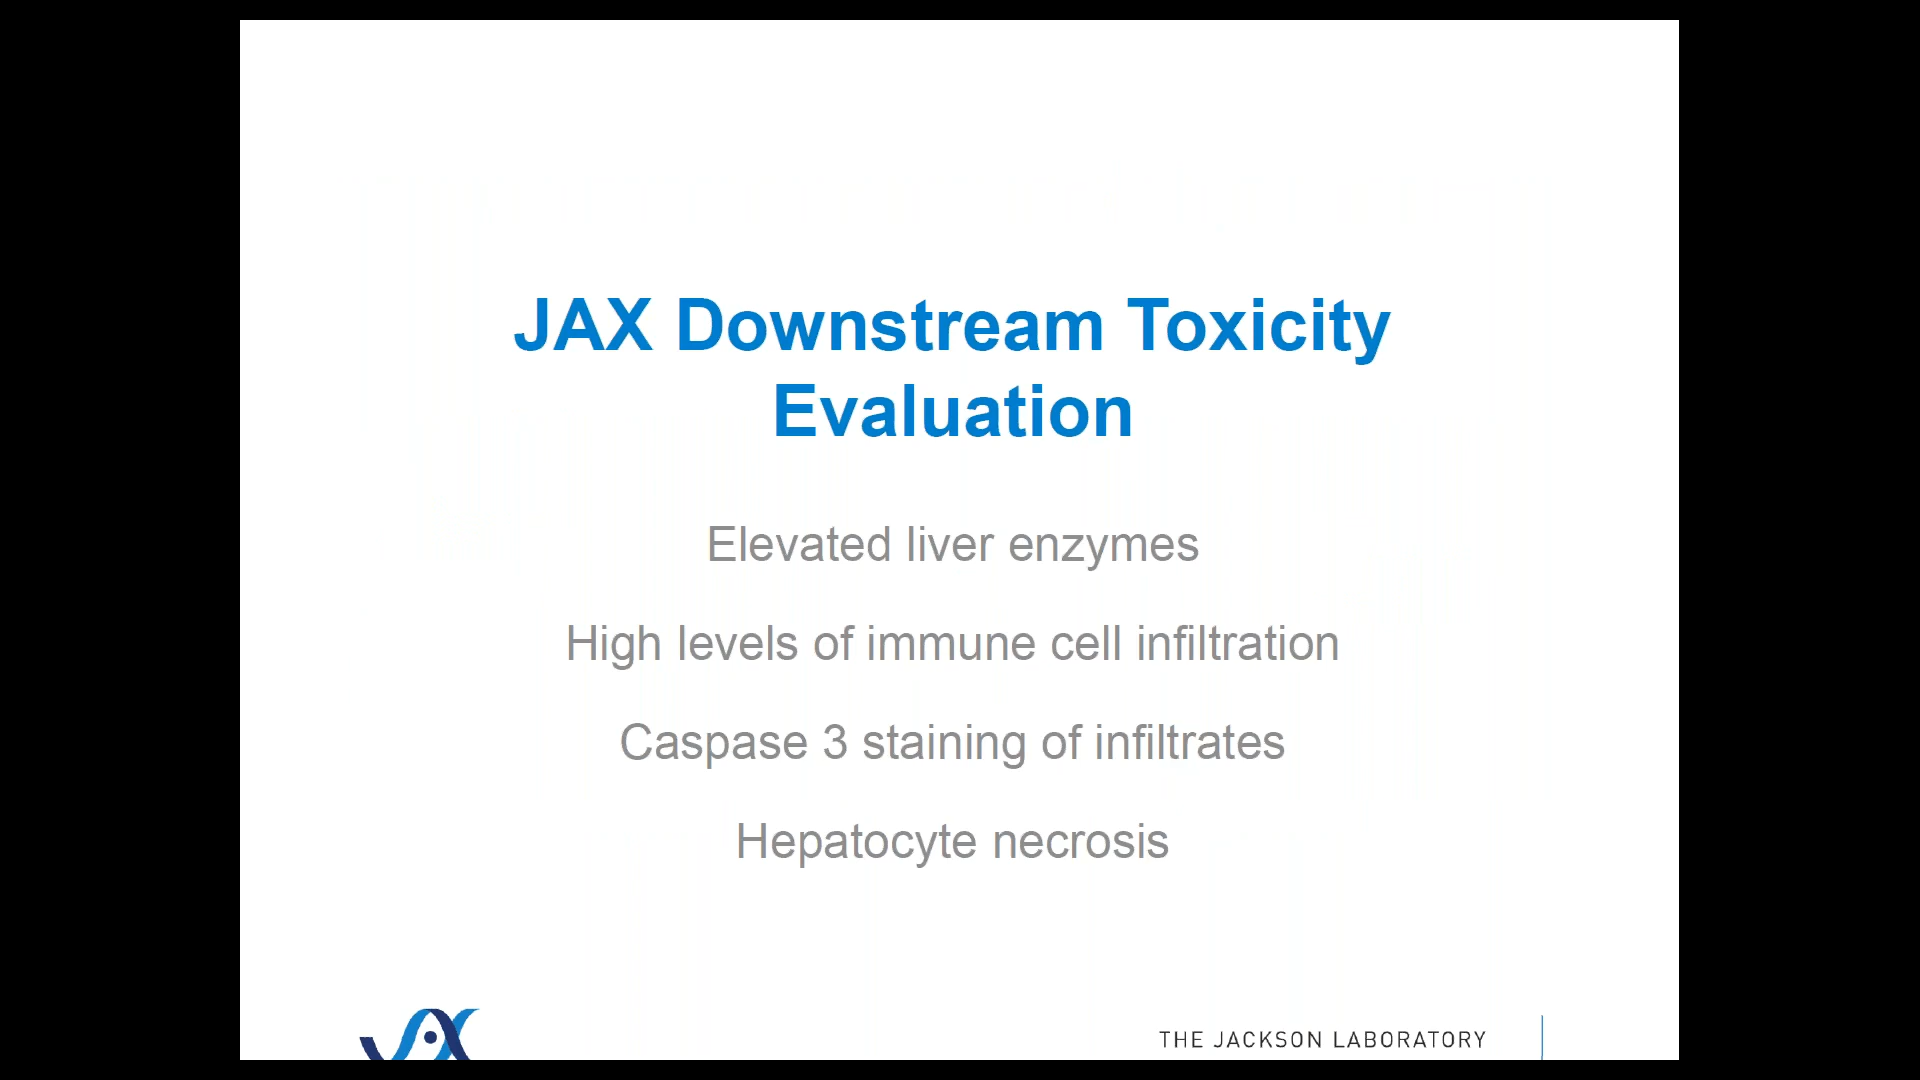 JAX Downstream Toxicity
Evaluation
Elevated liver enzymes
High levels of immune cell infiltration
Caspase 3 staining of infiltrates
Hepatocyte necrosis
THE JACKSON LABORATORY